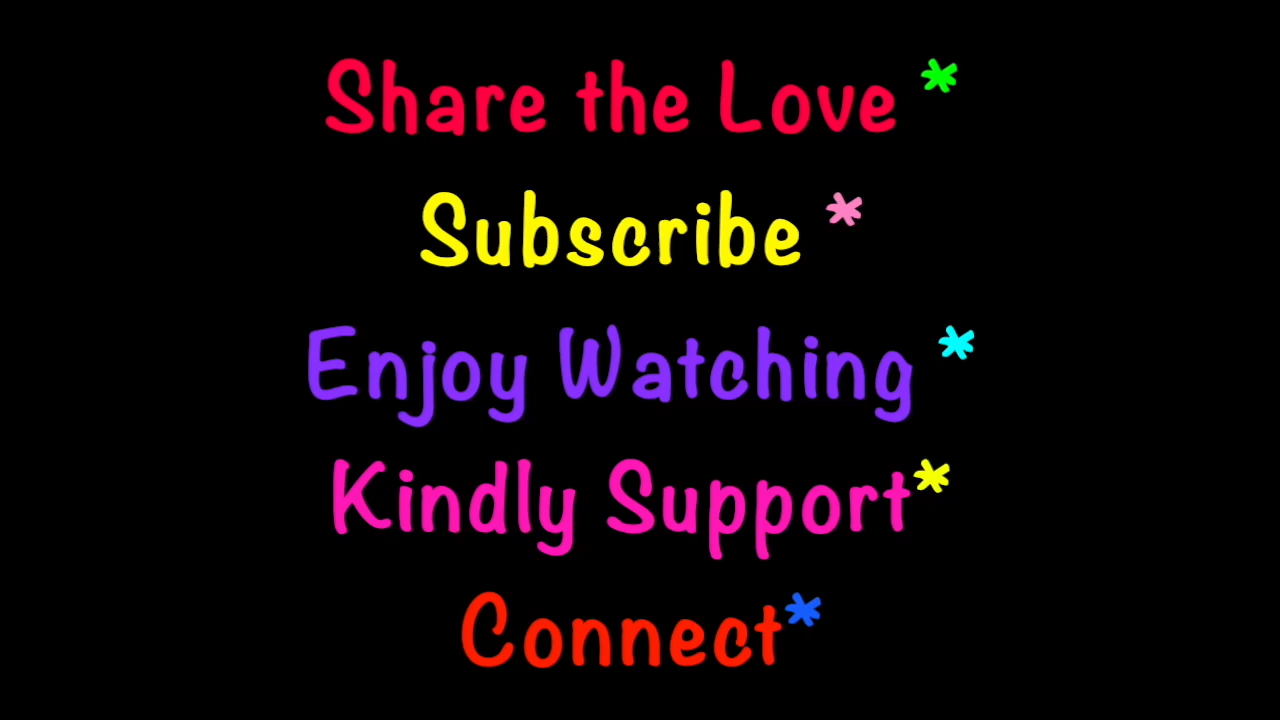 Share the Love *
Subscribe *
Enjoy Watching *
Kindly Support*
Connect*